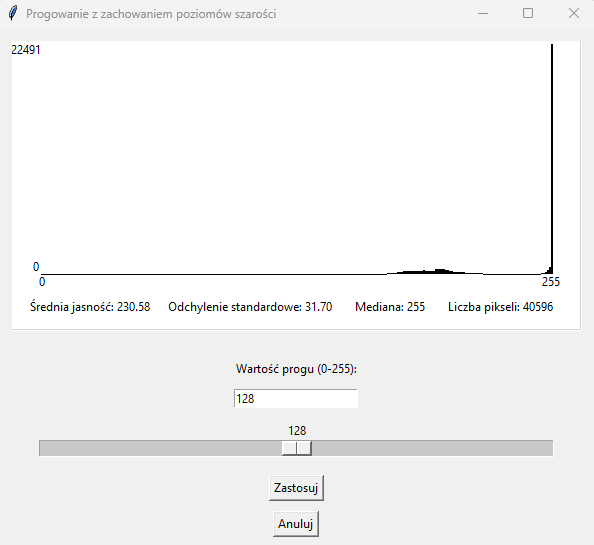 Progowanie z zachowaniem poziomów szarości
22491
0
0 255
Średnia jasność: 230.58 Odchylenie standardowe: 31.70 Mediana: 255 Liczba pikseli: 40596
Wartość progu (0-255):
128
128
Zastosuj
Anuluj